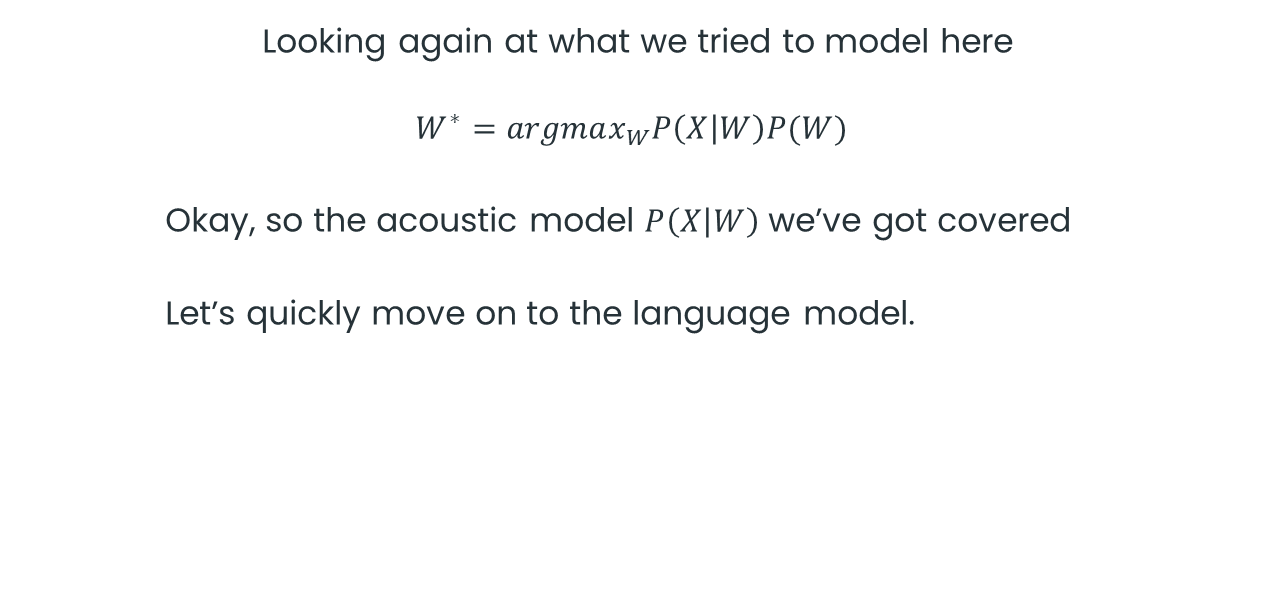 Looking again at what we tried to model here
W* = argmax_W P(X|W)P(W)
Okay, so the acoustic model P(X|W) we’ve got covered
Let’s quickly move on to the language model.